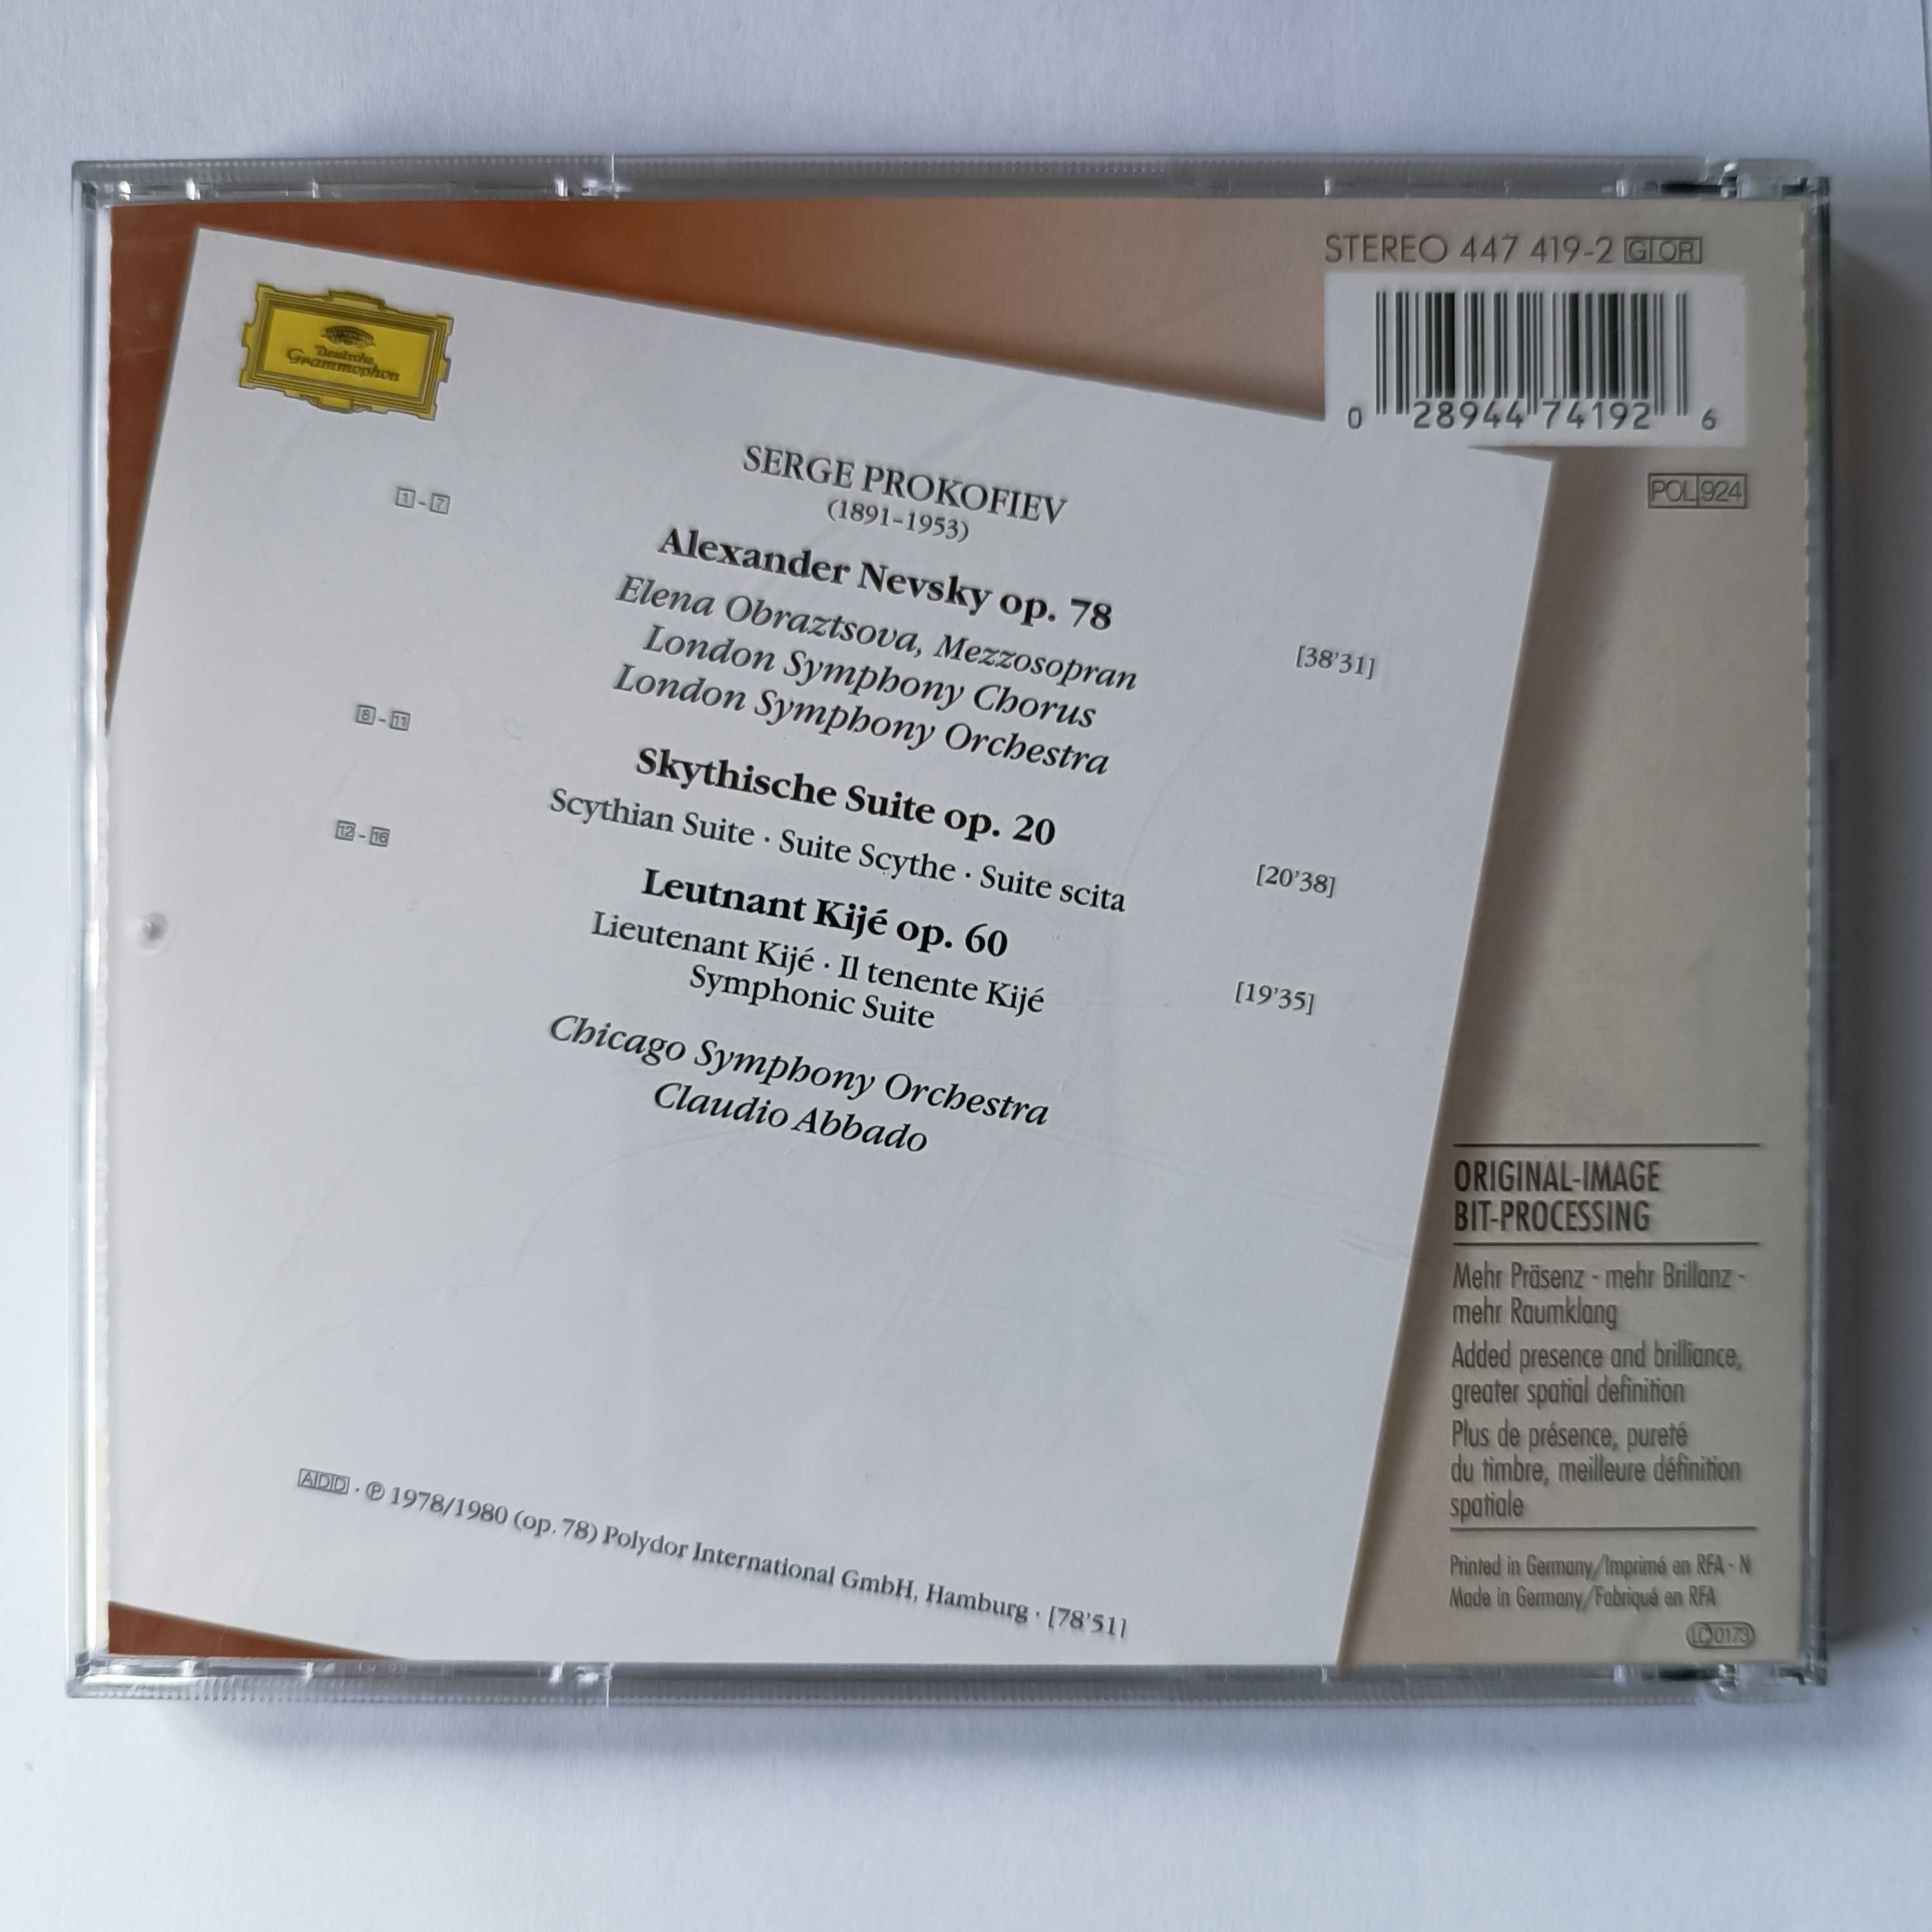 STEREO 447 419-2 GIOR
0 28944 74192 6
POL 924
Deutsche
Grammophon
SERGE PROKOFIEV
(1891–1953)
1 - 7
Alexander Nevsky op. 78
[38'31]
Elena Obraztsova, Mezzosopran
London Symphony Chorus
London Symphony Orchestra
8 - 11
Skythische Suite op. 20
[20'38]
Scythian Suite · Suite Scythe · Suite scita
12 - 16
Leutnant Kijé op. 60
[19'35]
Lieutenant Kijé · Il tenente Kijé
Symphonic Suite
Chicago Symphony Orchestra
Claudio Abbado
ADD · ℗ 1978/1980 (op. 78) Polydor International GmbH, Hamburg · [78'51]
ORIGINAL-IMAGE
BIT-PROCESSING
Mehr Präsenz - mehr Brillanz -
mehr Raumklang
Added presence and brilliance,
greater spatial definition
Plus de présence, pureté
du timbre, meilleure définition
spatiale
Printed in Germany/Imprimé en RFA - N
Made in Germany/Fabriqué en RFA
LC 0173